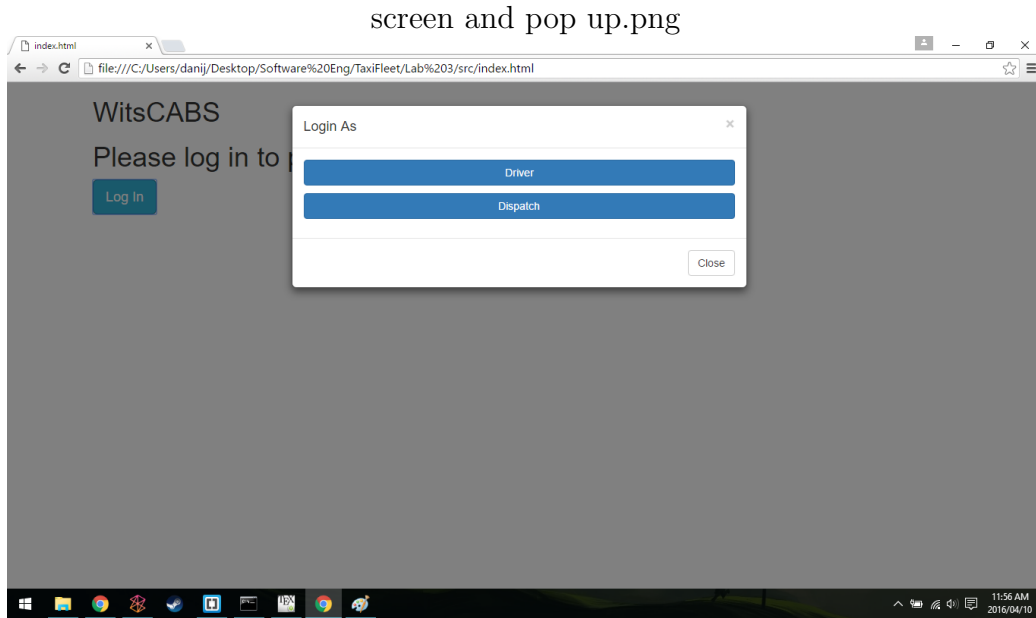 screen and pop up.png
index.html
file:///C:/Users/danij/Desktop/Software%20Eng/TaxiFleet/Lab%203/src/index.html
WitsCABS
Please log in to
Log In
Login As
×
Driver
Dispatch
Close
11:56 AM
2016/04/10